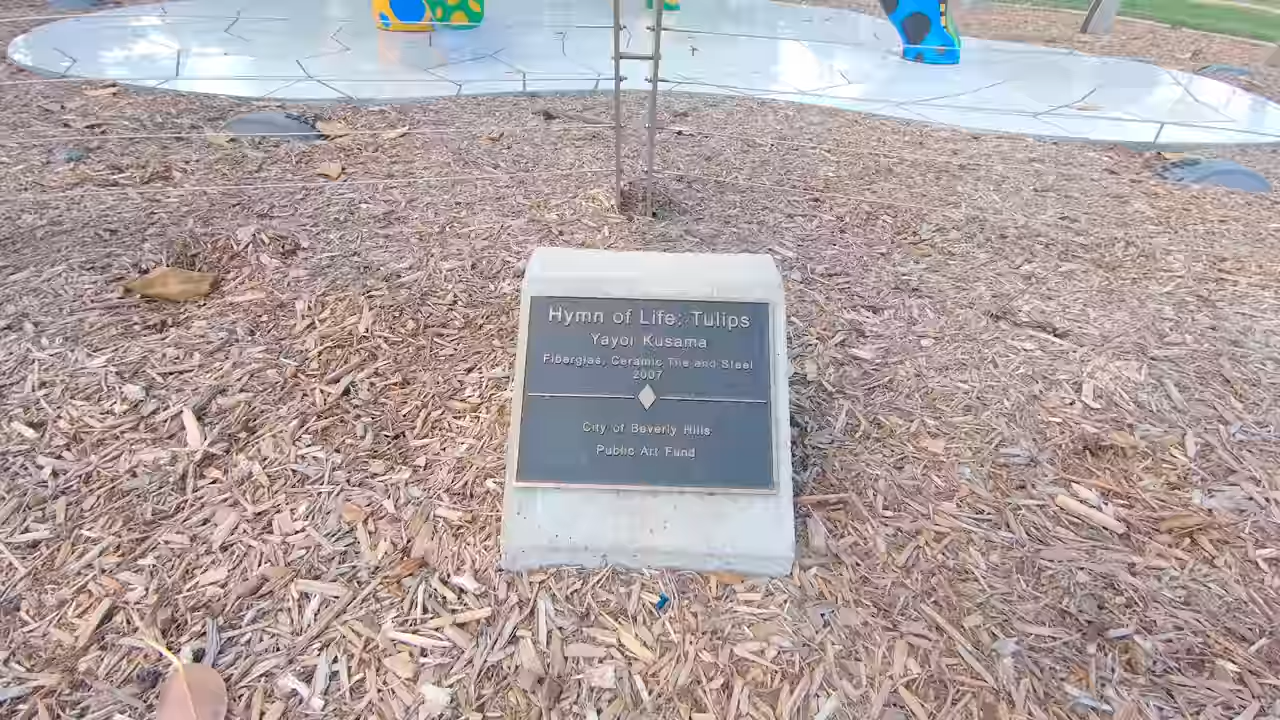 Hymn of Life: Tulips
Yayoi Kusama
Fiberglas, Ceramic Tile and Steel
2007
City of Beverly Hills
Public Art Fund